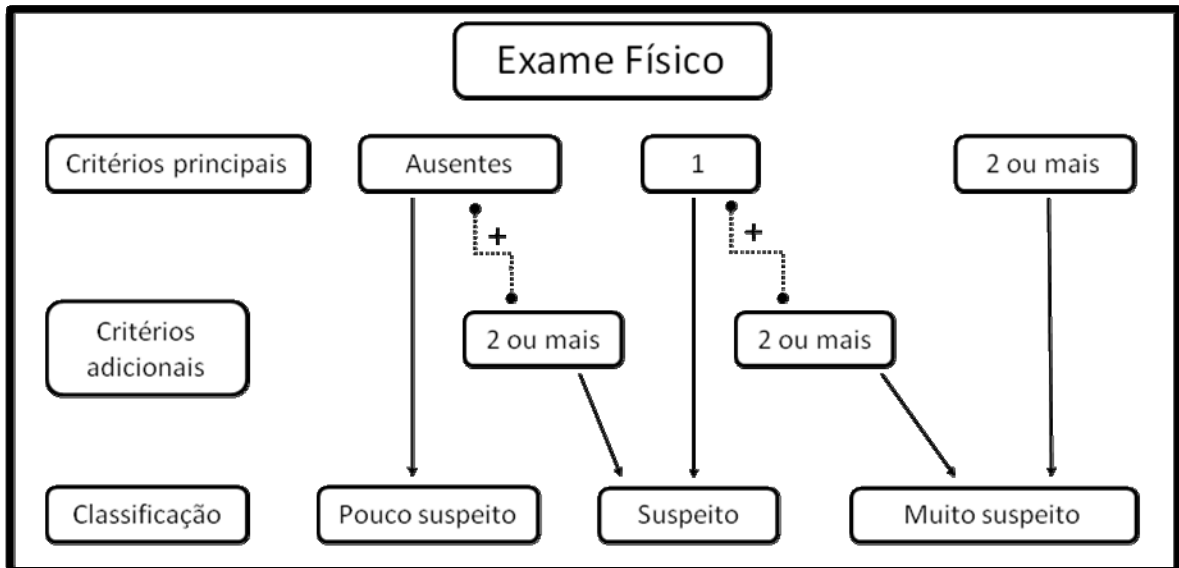 Exame Físico
Critérios principais
Ausentes
1
2 ou mais
+
+
Critérios
adicionais
2 ou mais
2 ou mais
Classificação
Pouco suspeito
Suspeito
Muito suspeito